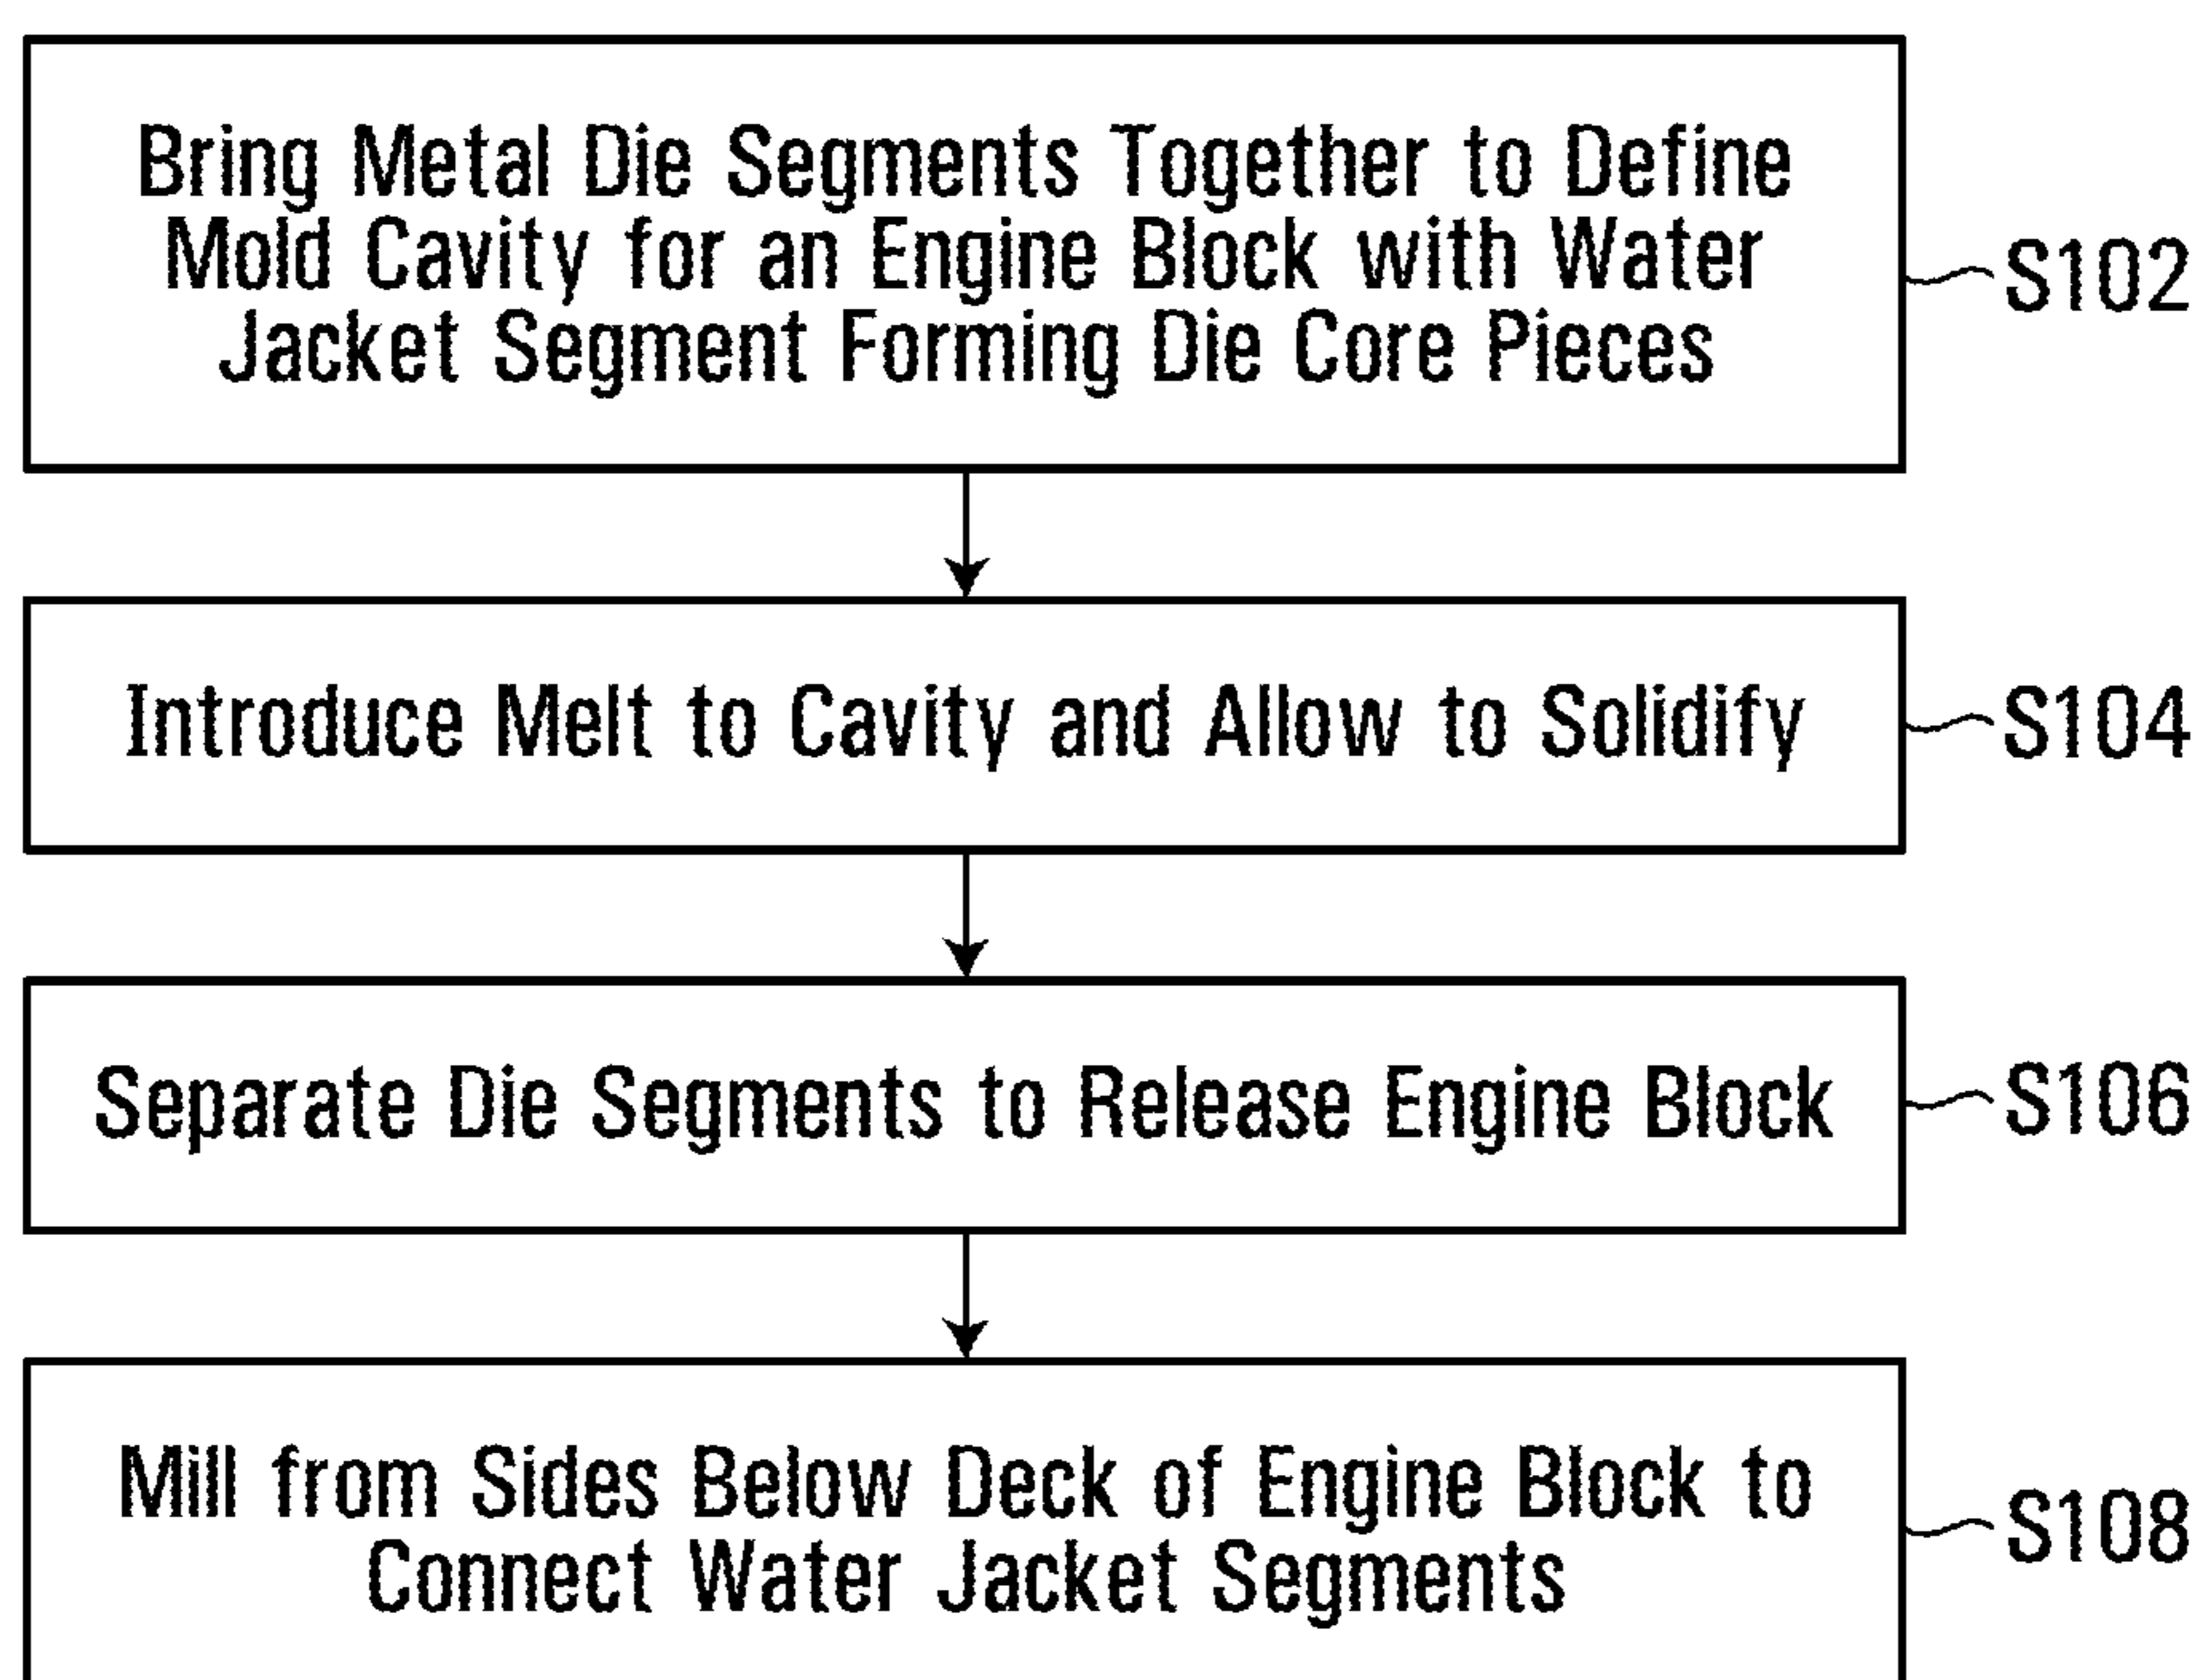 Bring Metal Die Segments Together to Define
Mold Cavity for an Engine Block with Water
Jacket Segment Forming Die Core Pieces
S102
Introduce Melt to Cavity and Allow to Solidify
S104
Separate Die Segments to Release Engine Block
S106
Mill from Sides Below Deck of Engine Block to
Connect Water Jacket Segments
S108